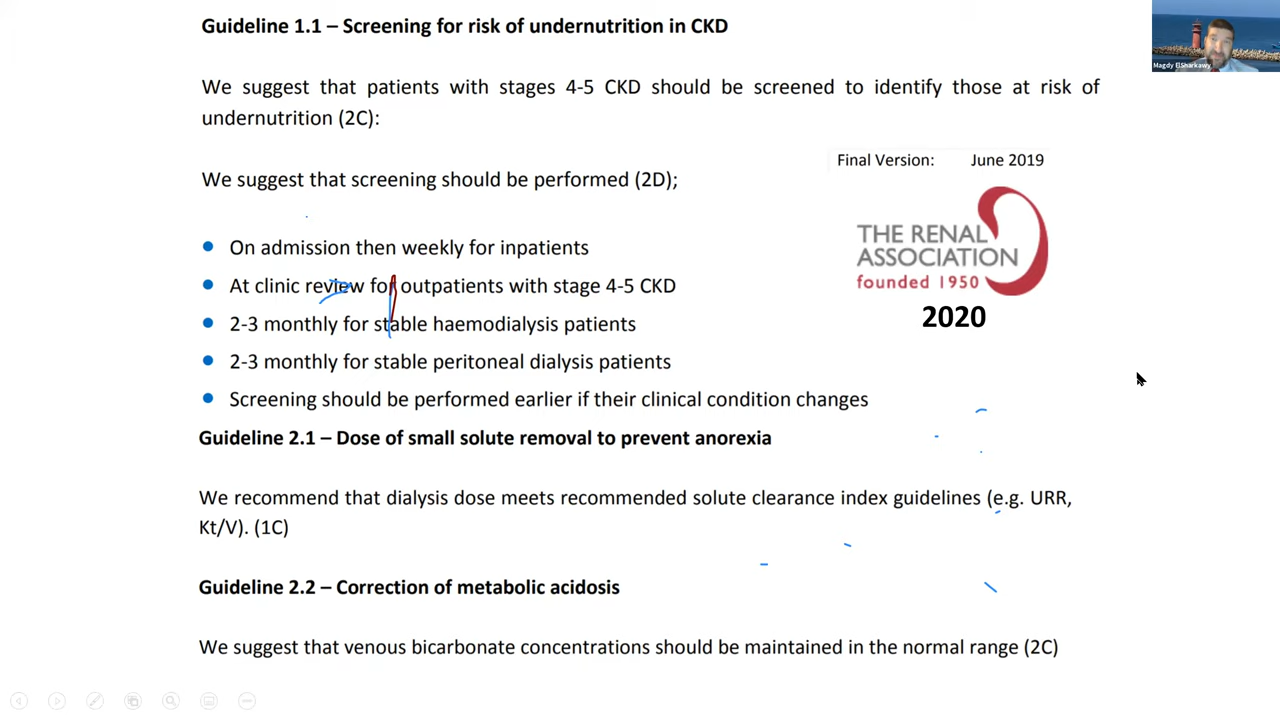 Guideline 1.1 – Screening for risk of undernutrition in CKD
Magdy ElSharkawy
We suggest that patients with stages 4-5 CKD should be screened to identify those at risk of
undernutrition (2C):
Final Version: June 2019
We suggest that screening should be performed (2D);
THE RENAL
ASSOCIATION
founded 1950
2020
• On admission then weekly for inpatients
• At clinic review for outpatients with stage 4-5 CKD
• 2-3 monthly for stable haemodialysis patients
• 2-3 monthly for stable peritoneal dialysis patients
• Screening should be performed earlier if their clinical condition changes
Guideline 2.1 – Dose of small solute removal to prevent anorexia
We recommend that dialysis dose meets recommended solute clearance index guidelines (e.g. URR,
Kt/V). (1C)
Guideline 2.2 – Correction of metabolic acidosis
We suggest that venous bicarbonate concentrations should be maintained in the normal range (2C)